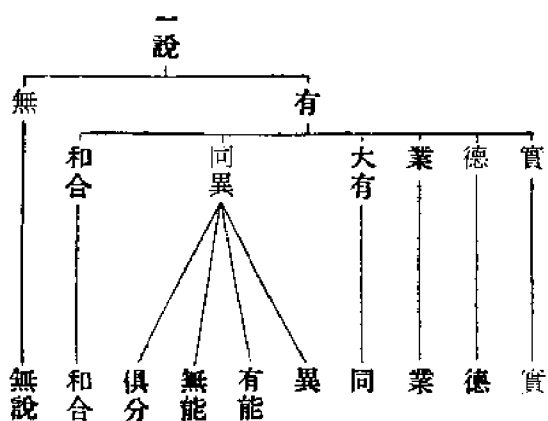 二說
有
無
實
德
業
大有
同異
和合
實
德
業
同
異
有能
無能
俱分
和合
無說